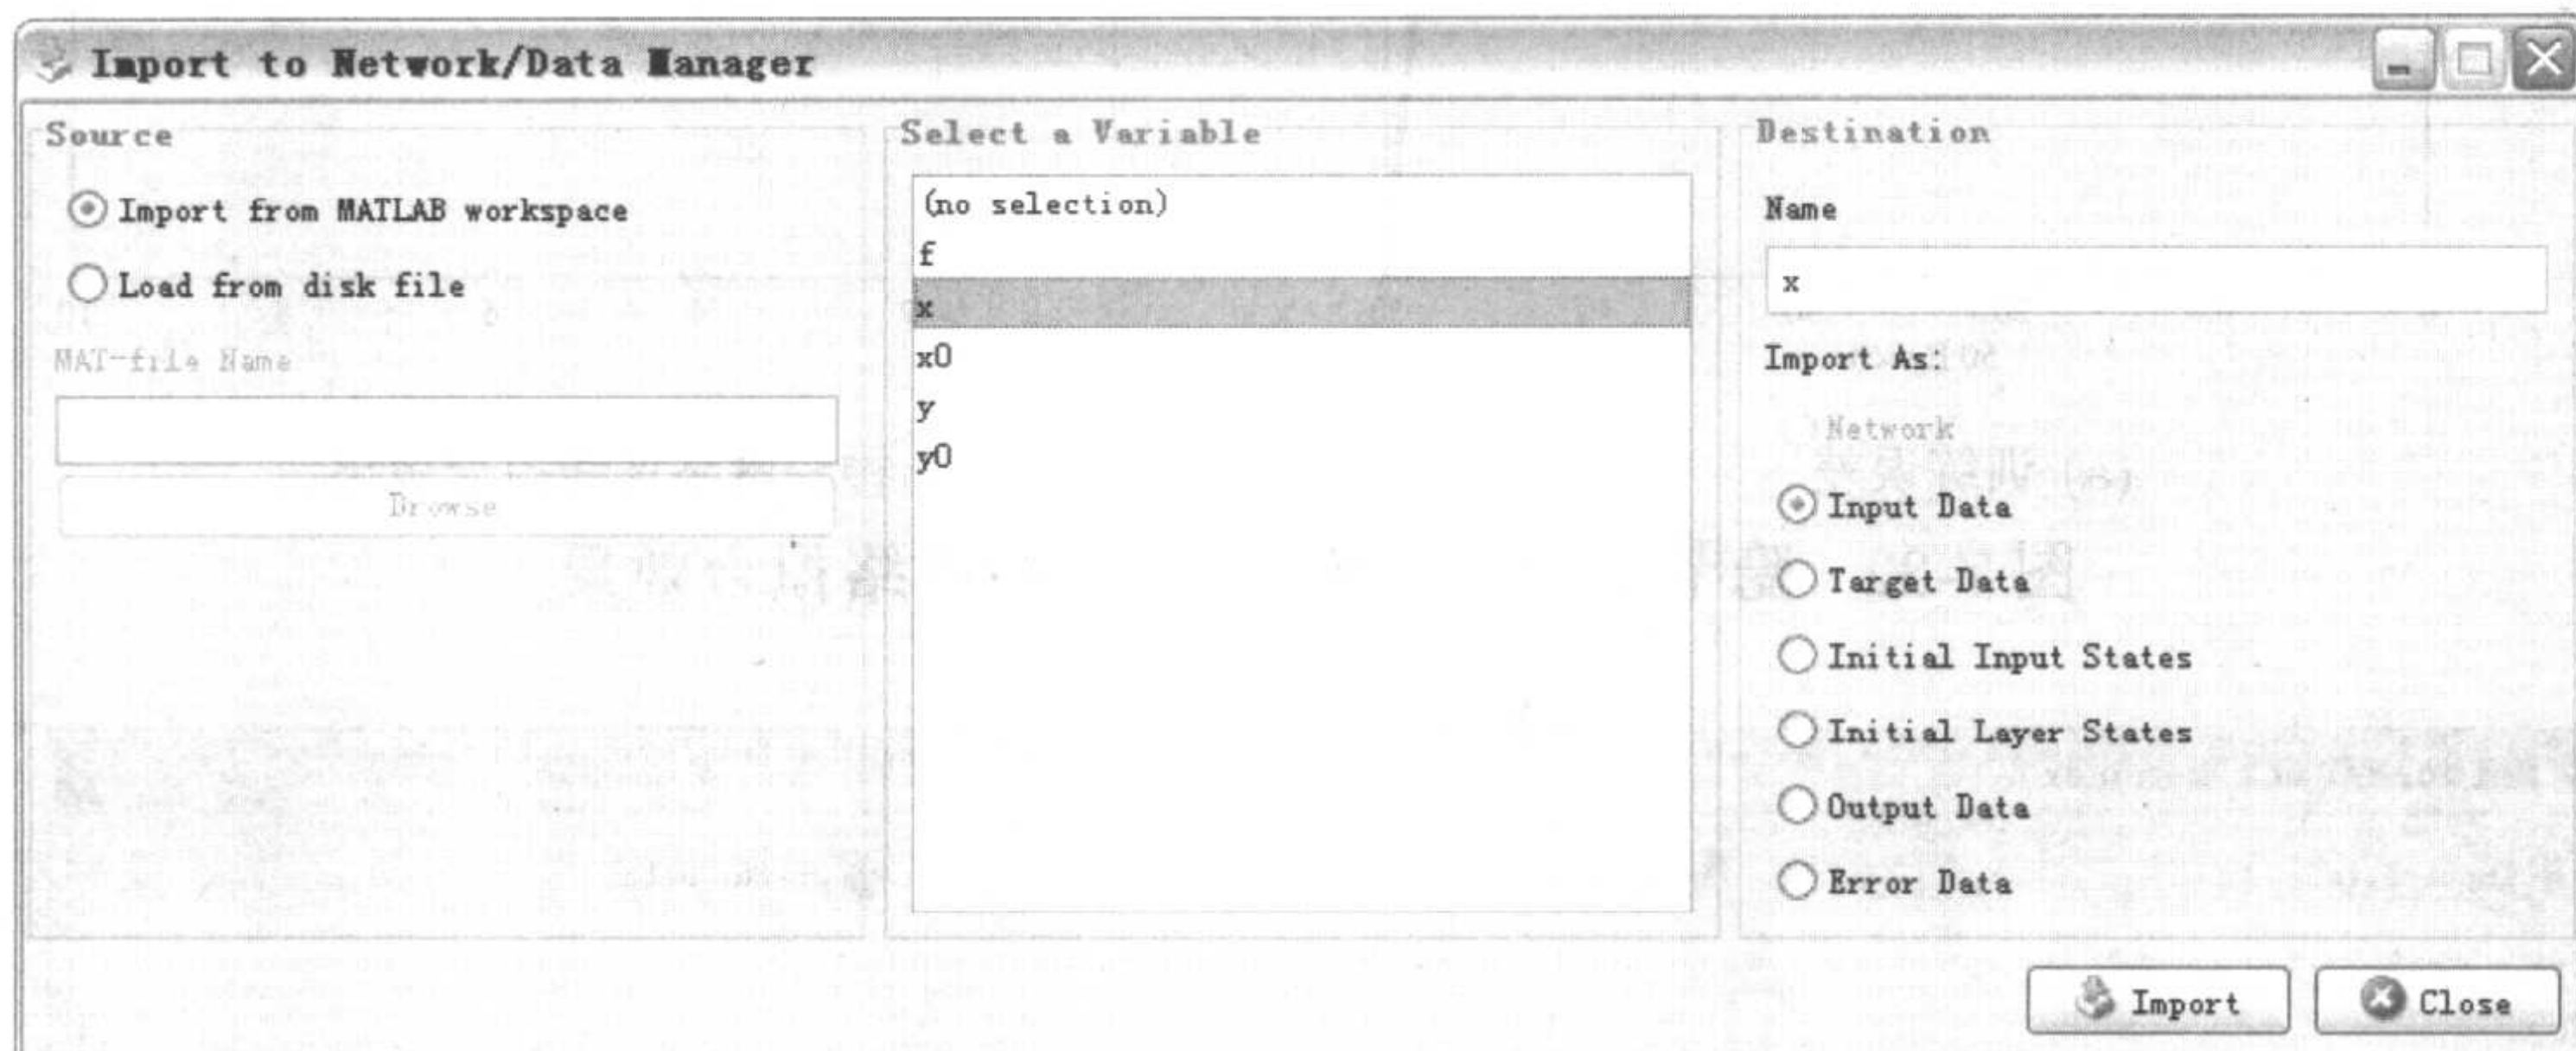 Import to Network/Data Manager
Source
Import from MATLAB workspace
Load from disk file
MAT-file Name
Browse
Select a Variable
(no selection)
f
x
x0
y
y0
Destination
Name
x
Import As:
Network
Input Data
Target Data
Initial Input States
Initial Layer States
Output Data
Error Data
Import
Close